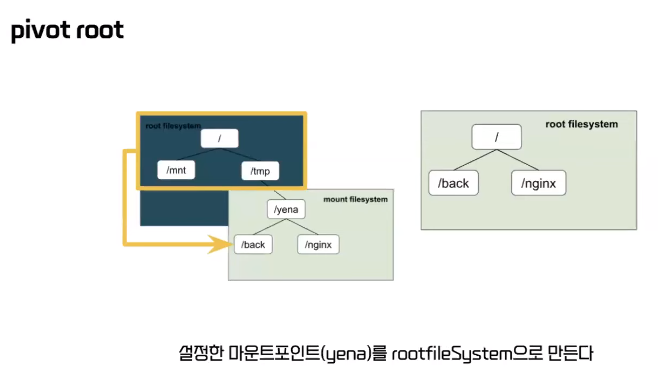 pivot root
root filesystem
/
/mnt
/tmp
mount filesystem
/yena
/back
/nginx
root filesystem
/
/back
/nginx
설정한 마운트포인트(yena)를 rootfileSystem으로 만든다